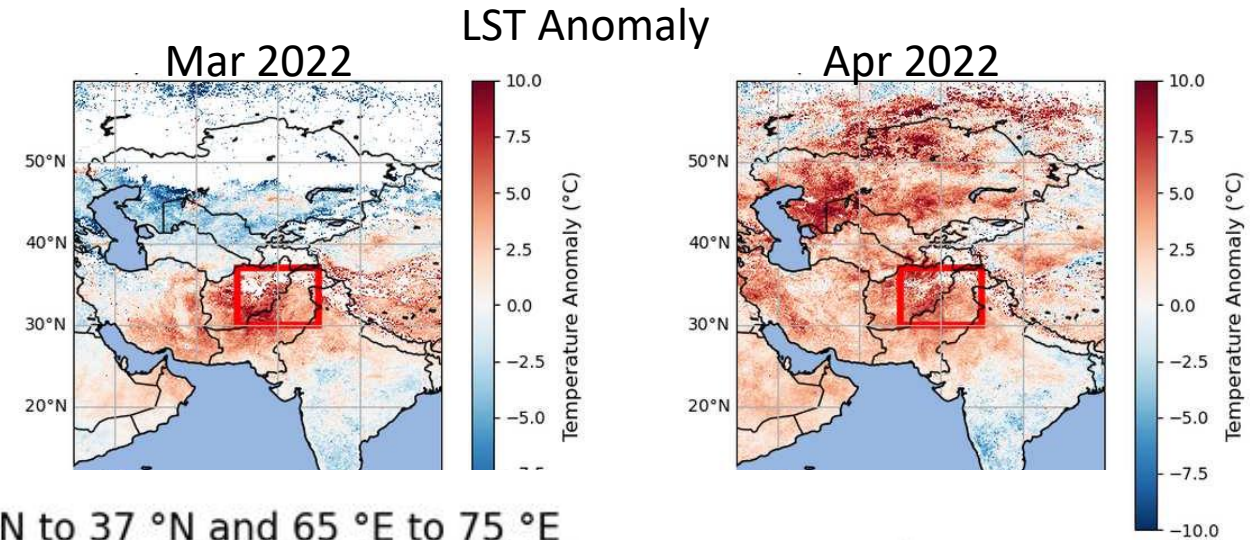 LST Anomaly
Mar 2022
Apr 2022
50°N
40°N
30°N
20°N
10.0
7.5
5.0
2.5
0.0
−2.5
−5.0
Temperature Anomaly (°C)
50°N
40°N
30°N
20°N
10.0
7.5
5.0
2.5
0.0
−2.5
−5.0
−7.5
−10.0
Temperature Anomaly (°C)
N to 37 °N and 65 °E to 75 °E